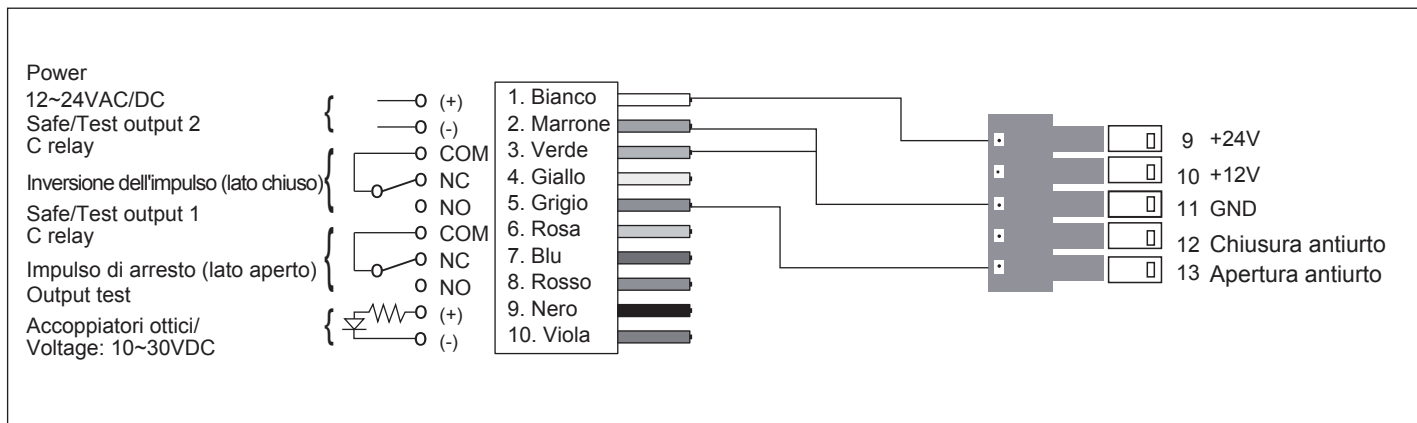 Power
12~24VAC/DC
Safe/Test output 2
C relay
Inversione dell'impulso (lato chiuso)
Safe/Test output 1
C relay
Impulso di arresto (lato aperto)
Output test
Accoppiatori ottici/
Voltage: 10~30VDC
(+)
(-)
COM
NC
NO
COM
NC
NO
(+)
(-)
1. Bianco
2. Marrone
3. Verde
4. Giallo
5. Grigio
6. Rosa
7. Blu
8. Rosso
9. Nero
10. Viola
9 +24V
10 +12V
11 GND
12 Chiusura antiurto
13 Apertura antiurto